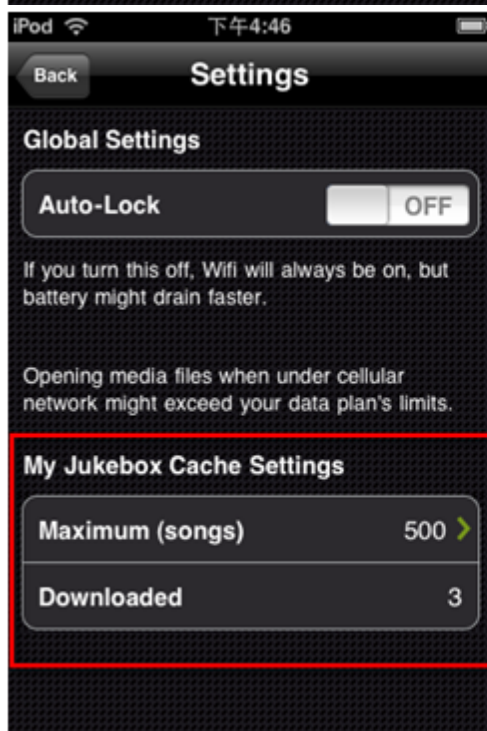 iPod 下午4:46
Back Settings
Global Settings
Auto-Lock OFF
If you turn this off, Wifi will always be on, but
battery might drain faster.
Opening media files when under cellular
network might exceed your data plan's limits.
My Jukebox Cache Settings
Maximum (songs) 500
Downloaded 3